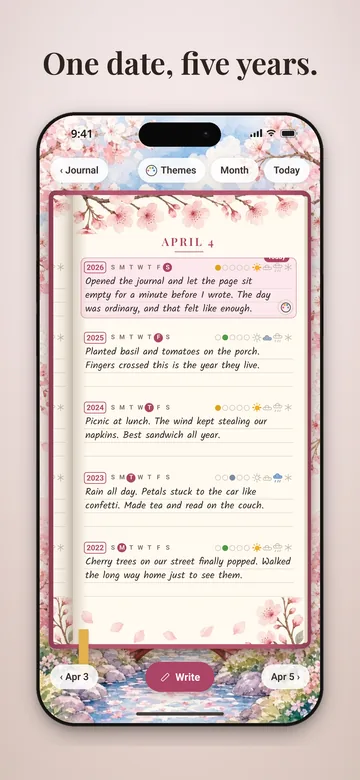 One date, five years.
9:41
‹ Journal
Themes
Month
Today
APRIL 4
2026 S M T W T F S
Opened the journal and let the page sit
empty for a minute before I wrote. The day
was ordinary, and that felt like enough.
2025 S M T W T F S
Planted basil and tomatoes on the porch.
Fingers crossed this is the year they live.
2024 S M T W T F S
Picnic at lunch. The wind kept stealing our
napkins. Best sandwich all year.
2023 S M T W T F S
Rain all day. Petals stuck to the car like
confetti. Made tea and read on the couch.
2022 S M T W T F S
Cherry trees on our street finally popped. Walked
the long way home just to see them.
‹ Apr 3
Write
Apr 5 ›